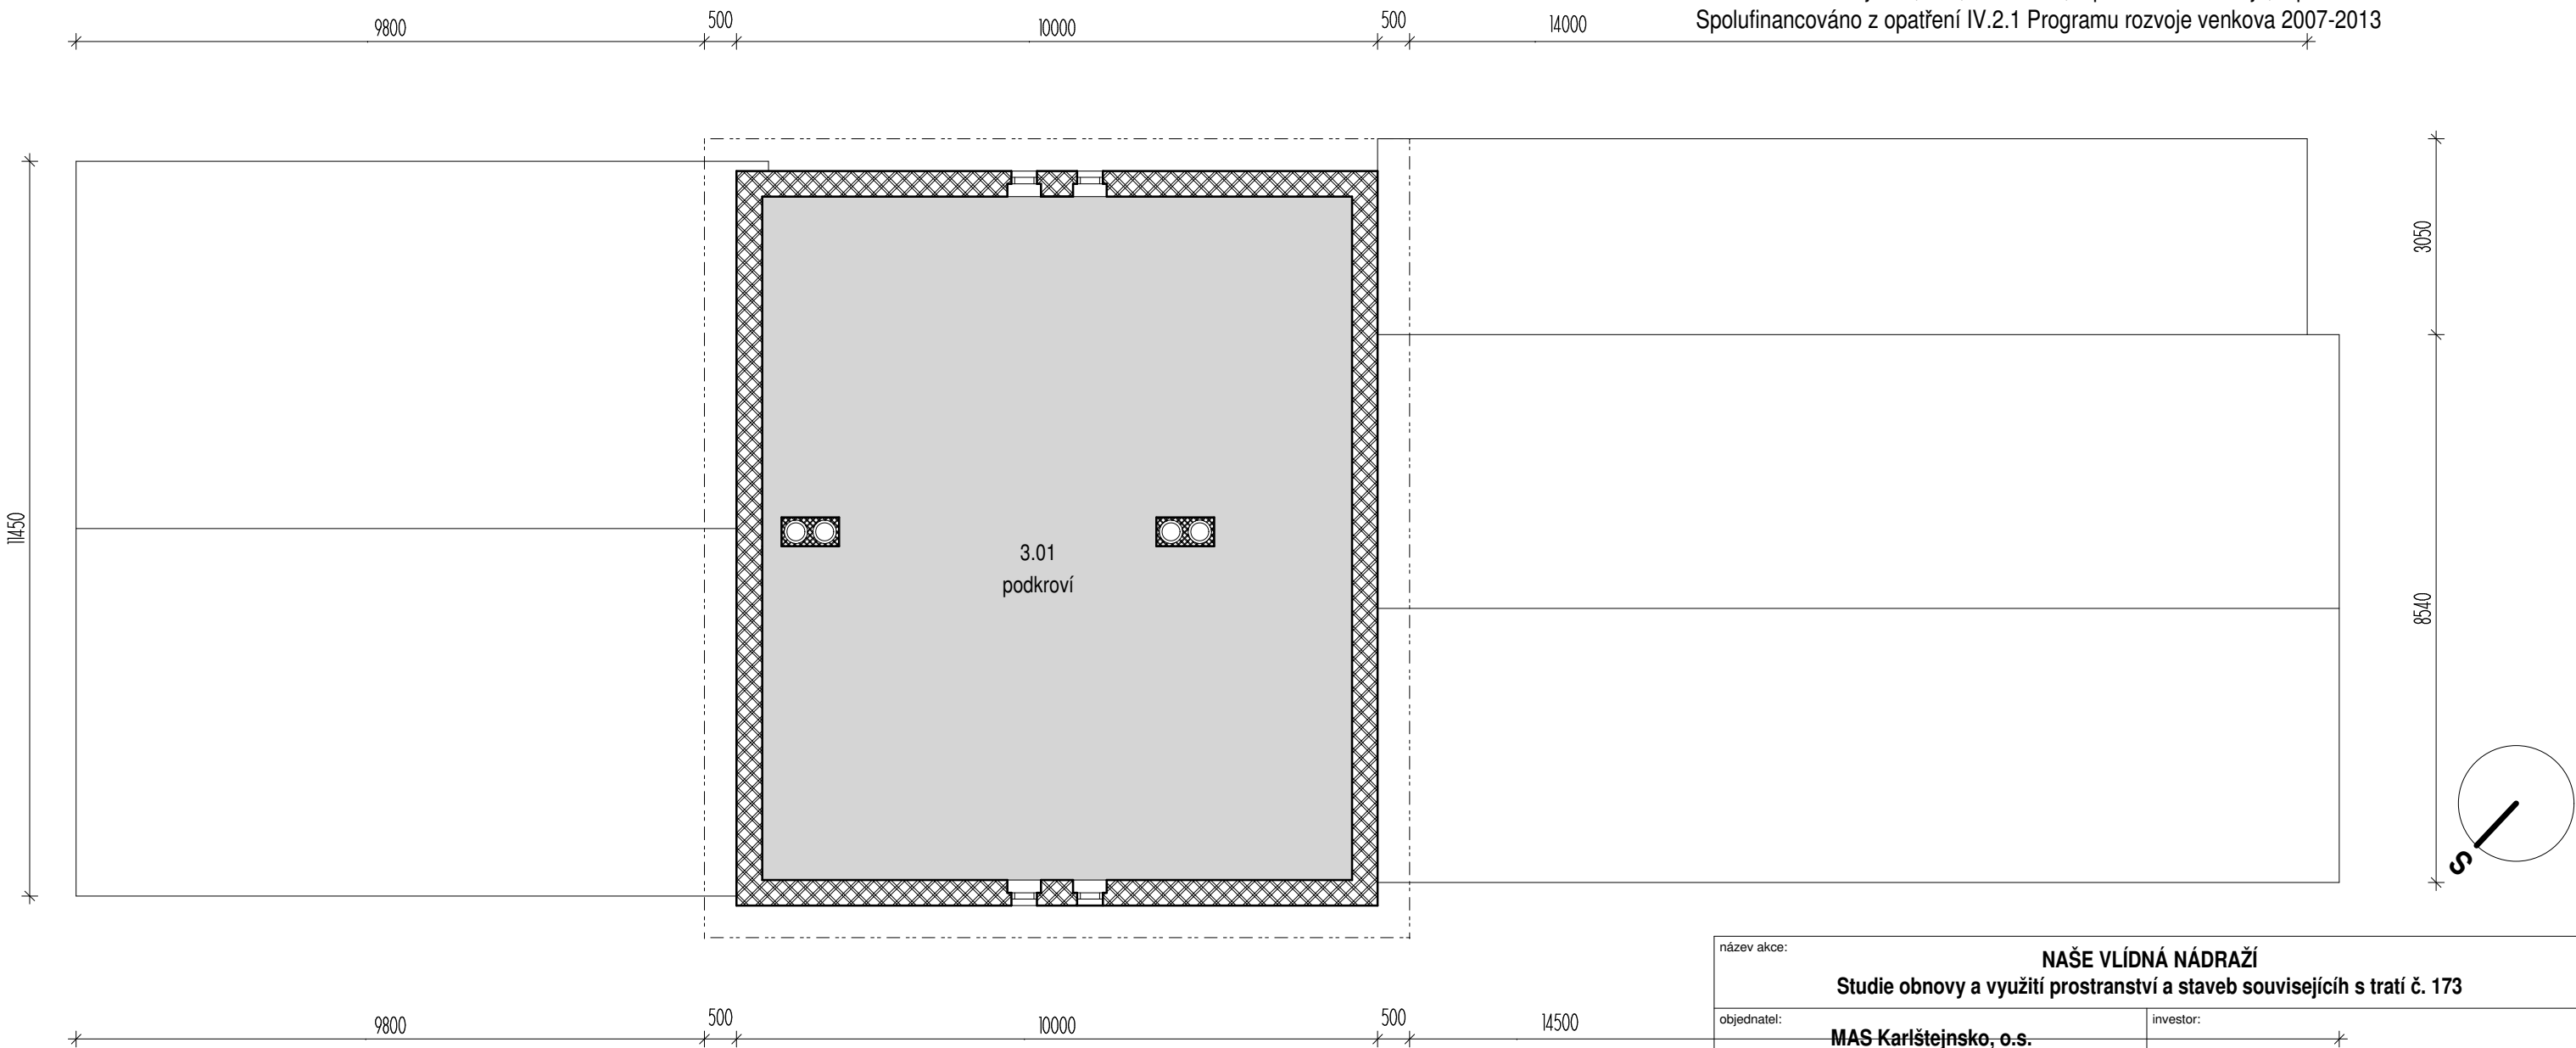 Spolufinancováno z opatření IV.2.1 Programu rozvoje venkova 2007-2013
9800
500
10000
500
14000
11450
3050
8540
3.01
podkroví
S
název akce:
NAŠE VLÍDNÁ NÁDRAŽÍ
Studie obnovy a využití prostranství a staveb souvisejícíh s tratí č. 173
objednatel:
MAS Karlštejnsko, o.s.
investor:
9800
500
10000
500
14500